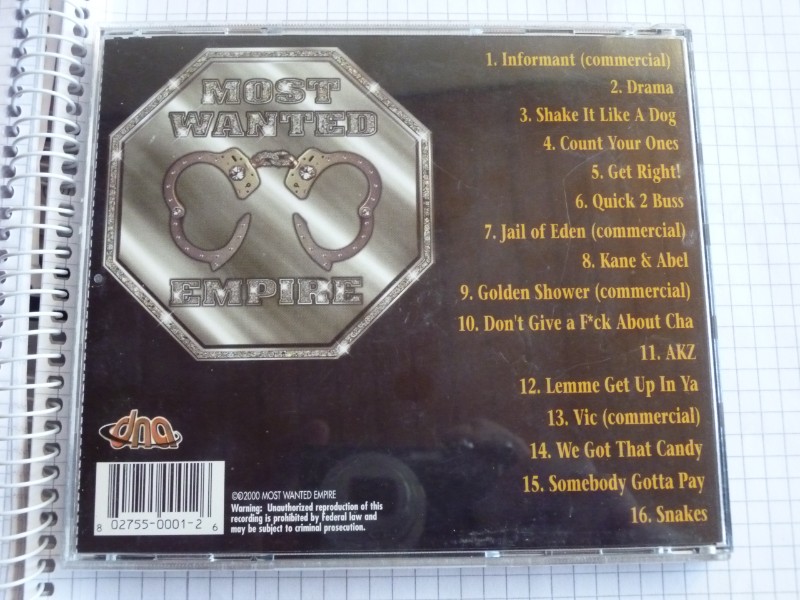 MOST
WANTED
EMPIRE
1. Informant (commercial)
2. Drama
3. Shake It Like A Dog
4. Count Your Ones
5. Get Right!
6. Quick 2 Buss
7. Jail of Eden (commercial)
8. Kane & Abel
9. Golden Shower (commercial)
10. Don't Give a F*ck About Cha
11. AKZ
12. Lemme Get Up In Ya
13. Vic (commercial)
14. We Got That Candy
15. Somebody Gotta Pay
16. Snakes
dna
8 02755-0001-2 6
©℗2000 MOST WANTED EMPIRE
Warning: Unauthorized reproduction of this
recording is prohibited by Federal law and
may be subject to criminal prosecution.